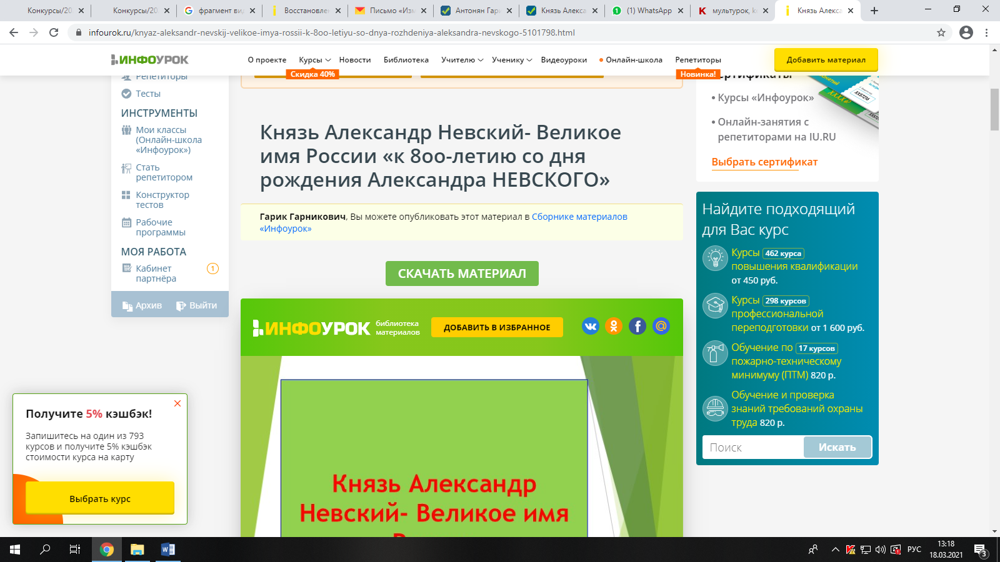 Конкурсы/20
Конкурсы/20
фрагмент ви
Восстановле
Письмо «Изм
Антонян Гар
Князь Алекса
(1) WhatsApp
мультурок, к
Князь Алекса
infourok.ru/knyaz-aleksandr-nevskij-velikoe-imya-rossii-k-8oo-letiyu-so-dnya-rozhdeniya-aleksandra-nevskogo-5101798.html
ИНФОУРОК
О проекте
Курсы
Скидка 40%
Новости
Библиотека
Учителю
Ученику
Видеоуроки
Онлайн-школа
Репетиторы
Новинка!
Добавить материал
Репетиторы
Тесты
ИНСТРУМЕНТЫ
Мои классы
(Онлайн-школа
«Инфоурок»)
Стать
репетитором
Конструктор
тестов
Рабочие
программы
МОЯ РАБОТА
Кабинет
партнёра
1
Архив
Выйти
Князь Александр Невский- Великое
имя России «к 8оо-летию со дня
рождения Александра НЕВСКОГО»
Гарик Гарникович, Вы можете опубликовать этот материал в Сборнике материалов
«Инфоурок»
СКАЧАТЬ МАТЕРИАЛ
ИНФОУРОК
библиотека
материалов
ДОБАВИТЬ В ИЗБРАННОЕ
Князь Александр
Невский- Великое имя
сертификаты
• Курсы «Инфоурок»
• Онлайн-занятия с
репетиторами на IU.RU
Выбрать сертификат
Найдите подходящий
для Вас курс
Курсы 462 курса
повышения квалификации
от 450 руб.
Курсы 298 курсов
профессиональной
переподготовки от 1 600 руб.
Обучение по 17 курсов
пожарно-техническому
минимуму (ПТМ) 820 р.
Обучение и проверка
знаний требований охраны
труда 820 р.
Поиск
Искать
Получите 5% кэшбэк!
Запишитесь на один из 793
курсов и получите 5% кэшбэк
стоимости курса на карту
Выбрать курс
РУС
13:18
18.03.2021
3